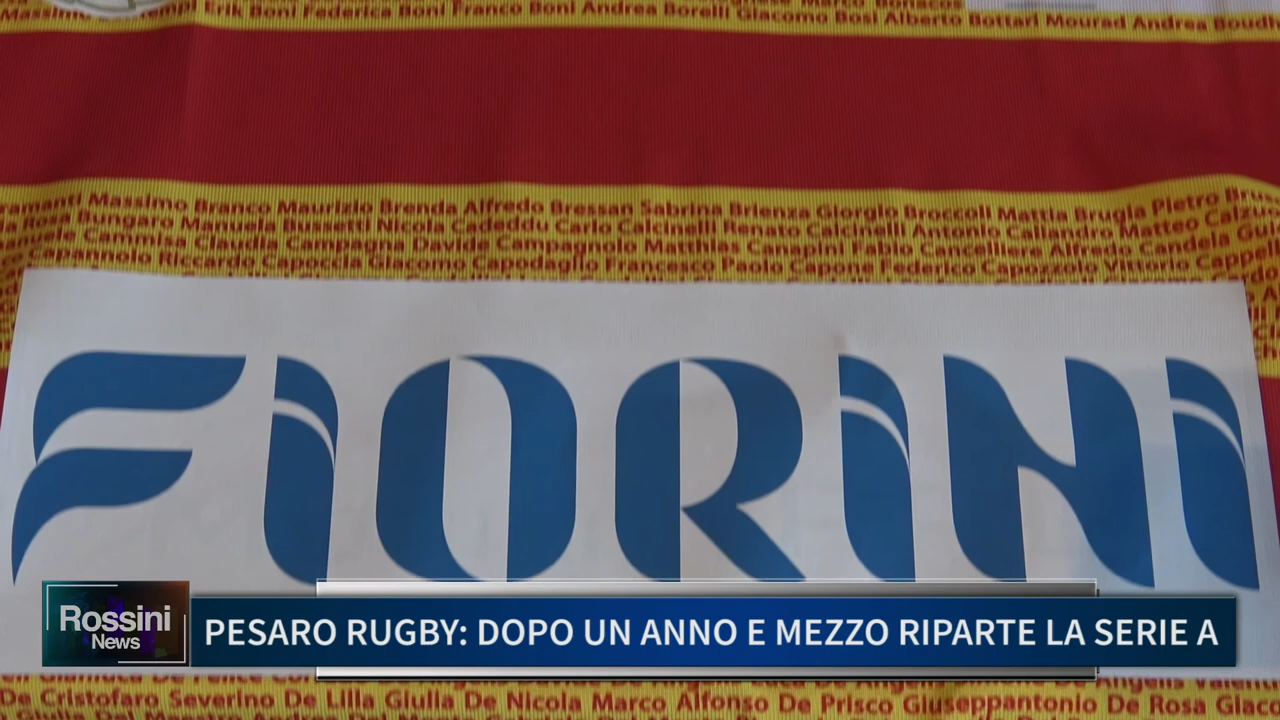 Erik Boni Federica Boni Franco Boni Andrea Borelli Giacomo Bosi Alberto Bottari Mourad Andrea
Massimo Branco Maurizio Brenda Alfredo Bressan Sabrina Brienza Giorgio Broccoli Mattia Brugia Pietro
Bungaro Manuela Bussetti Nicola Cadeddu Carlo Calcinelli Renato Calcinelli Antonio Calandro Matteo
Cammisa Claudia Campagna Davide Campagnolo Matthias Campanini Fabio Cancellara Alfredo Candela
Riccardo Capoccia Giacomo Capodaglio Francesco Paolo Capone Federico Capozzolo Vittorio
FIORINI
Rossini
News
PESARO RUGBY: DOPO UN ANNO E MEZZO RIPARTE LA SERIE A
De Cristofaro Severino De Lilla Giulia De Nicola Marco Alfonso De Prisco Giuseppantonio De Rosa